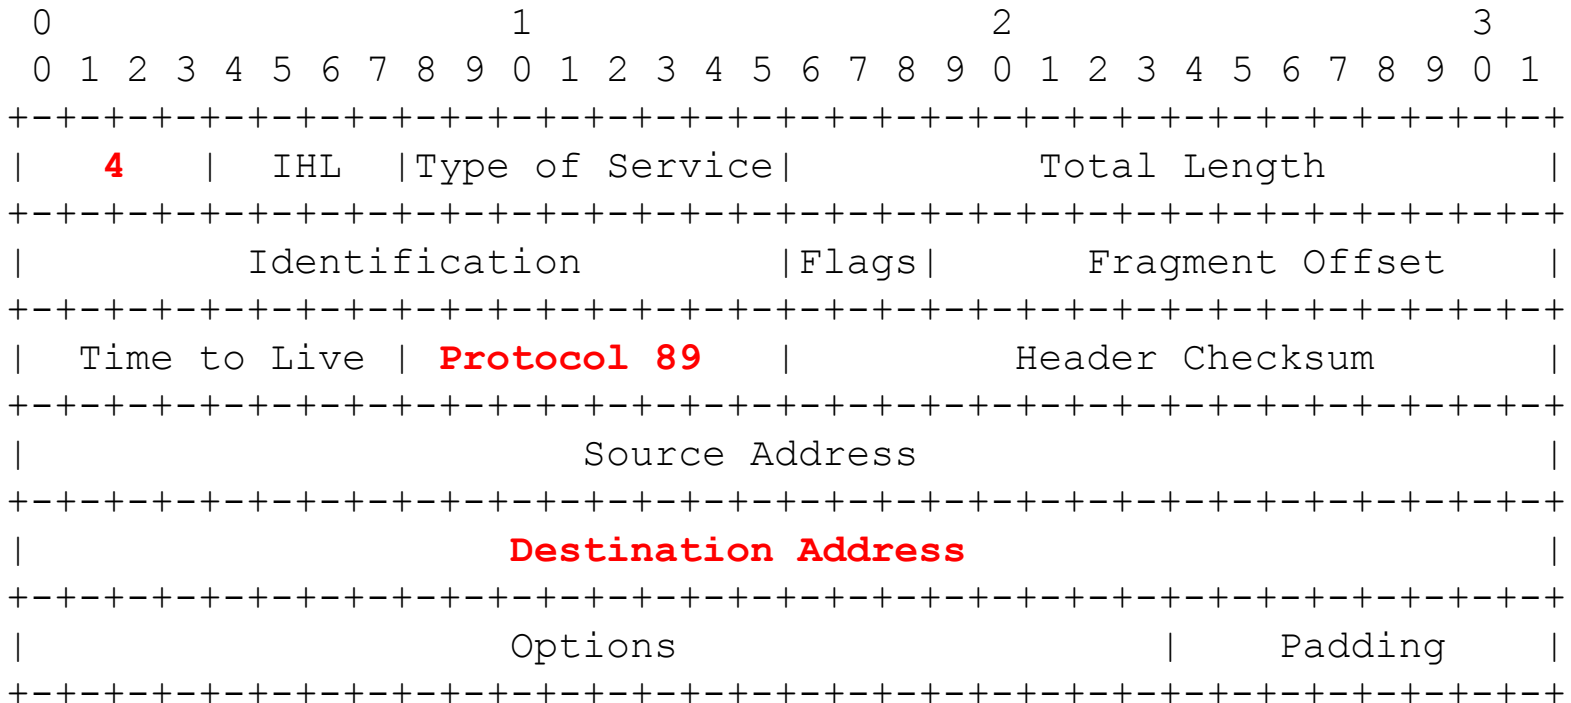 0                   1                   2                   3
 0 1 2 3 4 5 6 7 8 9 0 1 2 3 4 5 6 7 8 9 0 1 2 3 4 5 6 7 8 9 0 1
+-+-+-+-+-+-+-+-+-+-+-+-+-+-+-+-+-+-+-+-+-+-+-+-+-+-+-+-+-+-+-+-+
|   4   |  IHL  |Type of Service|          Total Length         |
+-+-+-+-+-+-+-+-+-+-+-+-+-+-+-+-+-+-+-+-+-+-+-+-+-+-+-+-+-+-+-+-+
|         Identification        |Flags|      Fragment Offset    |
+-+-+-+-+-+-+-+-+-+-+-+-+-+-+-+-+-+-+-+-+-+-+-+-+-+-+-+-+-+-+-+-+
|  Time to Live | Protocol 89   |         Header Checksum       |
+-+-+-+-+-+-+-+-+-+-+-+-+-+-+-+-+-+-+-+-+-+-+-+-+-+-+-+-+-+-+-+-+
|                       Source Address                          |
+-+-+-+-+-+-+-+-+-+-+-+-+-+-+-+-+-+-+-+-+-+-+-+-+-+-+-+-+-+-+-+-+
|                    Destination Address                        |
+-+-+-+-+-+-+-+-+-+-+-+-+-+-+-+-+-+-+-+-+-+-+-+-+-+-+-+-+-+-+-+-+
|                    Options                    |    Padding    |
+-+-+-+-+-+-+-+-+-+-+-+-+-+-+-+-+-+-+-+-+-+-+-+-+-+-+-+-+-+-+-+-+